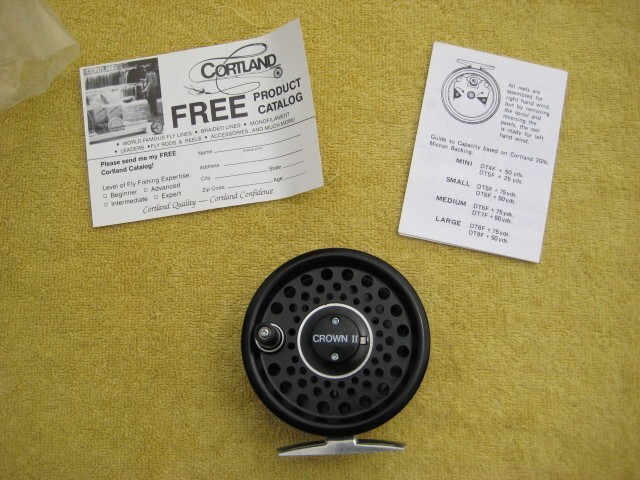 CORTLAND
CORTLAND
FREE PRODUCT CATALOG
• WORLD FAMOUS FLY LINES • BRAIDED LINES • MONOFILAMENT
• LEADERS • FLY RODS & REELS • ACCESSORIES...AND MUCH MORE!
Please send me my FREE
Cortland Catalog!
Level of Fly Fishing Expertise:
□ Beginner □ Advanced
□ Intermediate □ Expert
Name
Address
City State
Zip Code Age
Cortland Quality — Cortland Confidence
All reels are
assembled for
right hand wind,
but by removing
the spool and
reversing the
pawls, the reel
is ready for left
hand wind.
Guide to Capacity based on Cortland 20lb.
Micron Backing.
MINI DT4F + 50 yds.
DT5F + 25 yds.
SMALL DT5F + 75yds.
DT6F + 50yds.
MEDIUM DT6F + 75yds.
DT7F + 50yds.
LARGE DT8F + 75yds.
DT9F + 50yds.
CROWN II